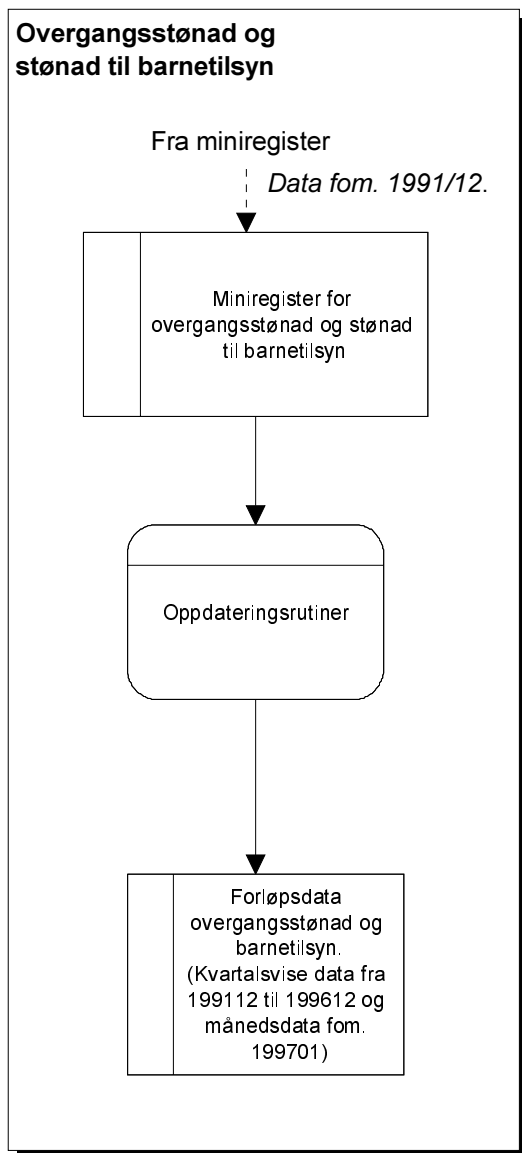 Overgangsstønad og
stønad til barnetilsyn
Fra miniregister
Data fom. 1991/12.
Miniregister for
overgangsstønad og stønad
til barnetilsyn
Oppdateringsrutiner
Forløpsdata
overgangsstønad og
barnetilsyn.
(Kvartalsvise data fra
199112 til 199612 og
månedsdata fom.
199701)